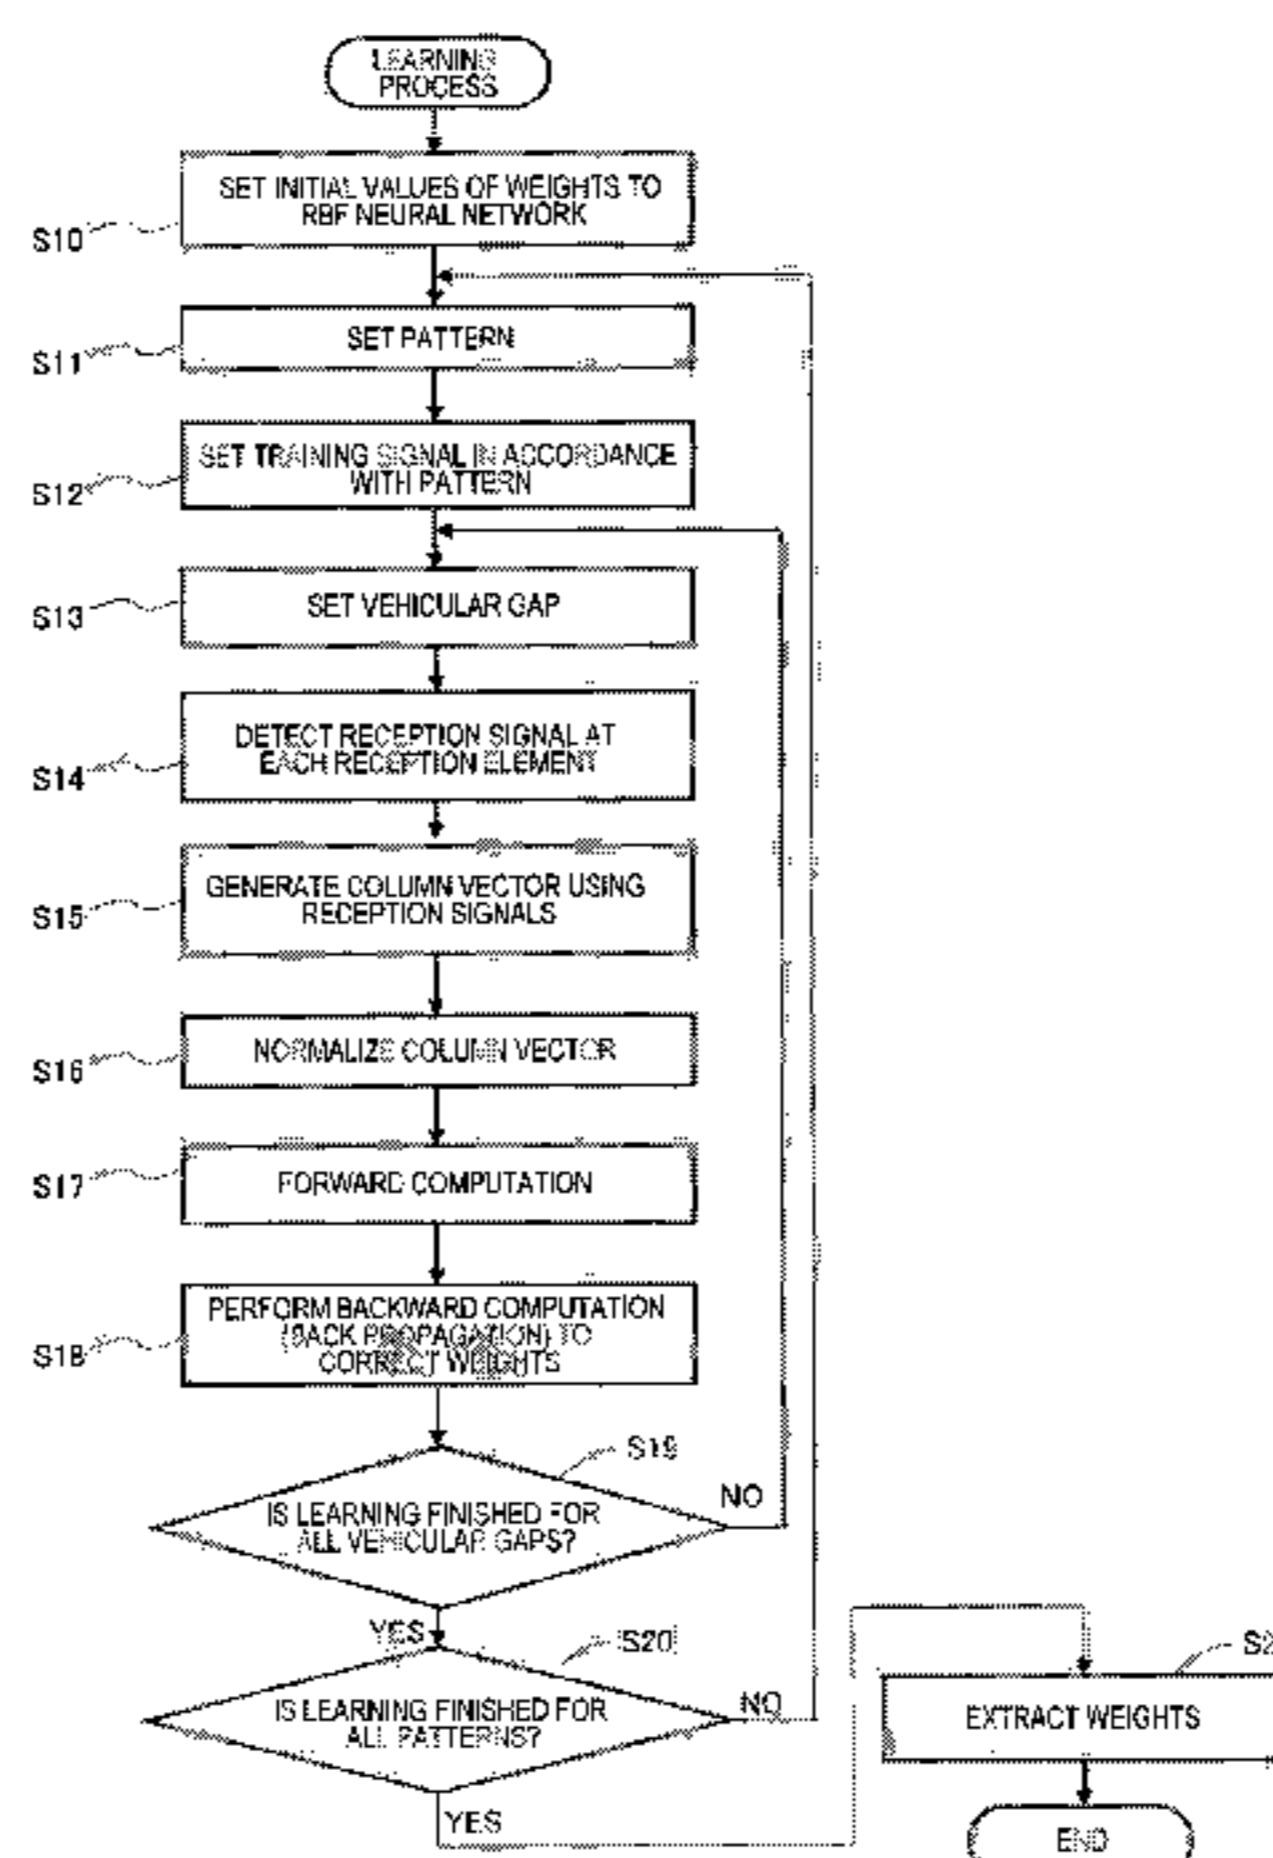 LEARNING
PROCESS
SET INITIAL VALUES OF WEIGHTS TO
RBF NEURAL NETWORK
S10
SET PATTERN
S11
SET TRAINING SIGNAL IN ACCORDANCE
WITH PATTERN
S12
SET VEHICULAR GAP
S13
DETECT RECEPTION SIGNAL AT
EACH RECEPTION ELEMENT
S14
GENERATE COLUMN VECTOR USING
RECEPTION SIGNALS
S15
NORMALIZE COLUMN VECTOR
S16
FORWARD COMPUTATION
S17
PERFORM BACKWARD COMPUTATION
(BACK PROPAGATION) TO
CORRECT WEIGHTS
S18
S19
IS LEARNING FINISHED FOR
ALL VEHICULAR GAPS?
NO
YES
S20
IS LEARNING FINISHED FOR
ALL PATTERNS?
NO
YES
S2
EXTRACT WEIGHTS
END